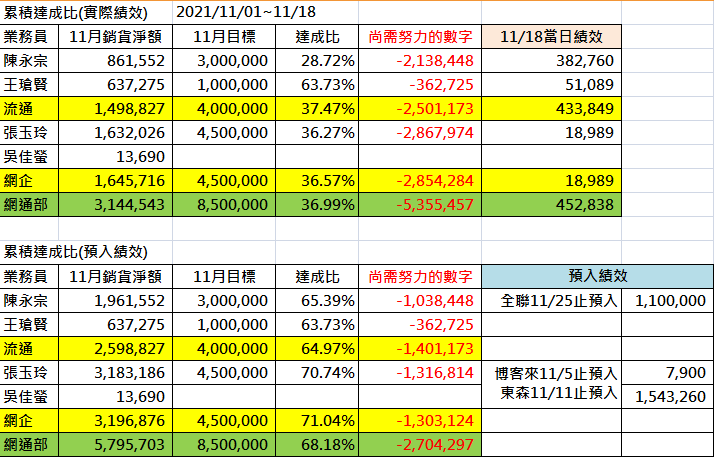 累積達成比(實際績效) 2021/11/01~11/18
業務員 11月銷貨淨額 11月目標 達成比 尚需努力的數字 11/18當日績效
陳永宗 861,552 3,000,000 28.72% -2,138,448 382,760
王瑲賢 637,275 1,000,000 63.73% -362,725 51,089
流通 1,498,827 4,000,000 37.47% -2,501,173 433,849
張玉玲 1,632,026 4,500,000 36.27% -2,867,974 18,989
吳佳螢 13,690
網企 1,645,716 4,500,000 36.57% -2,854,284 18,989
網通部 3,144,543 8,500,000 36.99% -5,355,457 452,838
累積達成比(預入績效)
業務員 11月銷貨淨額 11月目標 達成比 尚需努力的數字 預入績效
陳永宗 1,961,552 3,000,000 65.39% -1,038,448 全聯11/25止預入 1,100,000
王瑲賢 637,275 1,000,000 63.73% -362,725
流通 2,598,827 4,000,000 64.97% -1,401,173
張玉玲 3,183,186 4,500,000 70.74% -1,316,814 博客來11/5止預入 7,900
吳佳螢 13,690 東森11/11止預入 1,543,260
網企 3,196,876 4,500,000 71.04% -1,303,124
網通部 5,795,703 8,500,000 68.18% -2,704,297